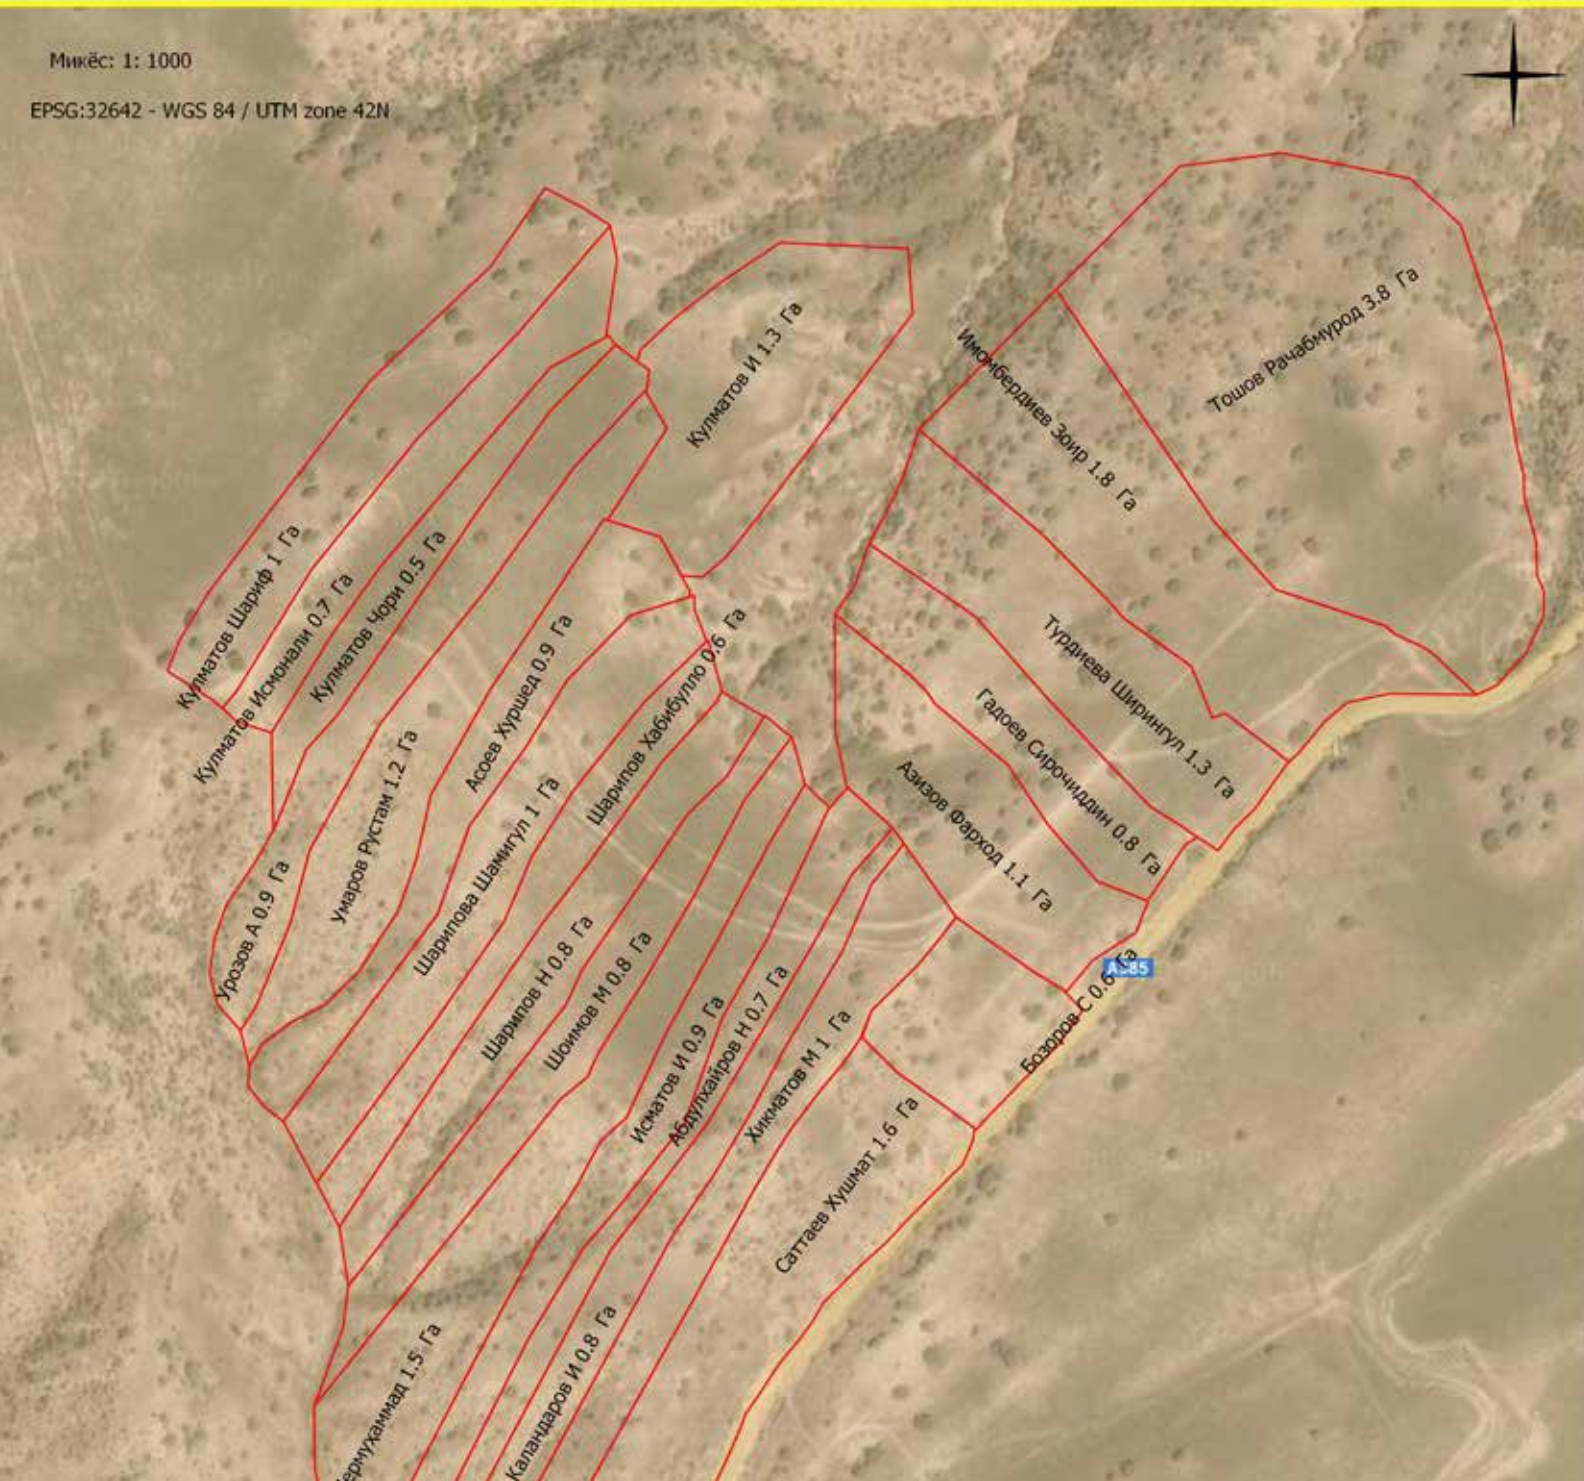 Микёс: 1: 1000
EPSG:32642 - WGS 84 / UTM zone 42N
Тошов Рачабмурод 3.8 Га
Имомбердиев Зоир 1.8 Га
Кулматов И 1.3 Га
Кулматов Шариф 1 Га
Кулматов Исмонали 0.7 Га
Кулматов Чори 0.5 Га
Турдиева Ширингул 1.3 Га
Асоев Хуршед 0.9 Га
Шарипов Хабибулло 0.6 Га
Гадоев Сирочиддин 0.8 Га
Умаров Рустам 1.2 Га
Шарипова Шамигул 1 Га
Азизов Фарход 1.1 Га
Урозов А 0.9 Га
Шарипов Н 0.8 Га
Шоимов М 0.8 Га
Бозоров С 0.6 Га
Исматов И 0.9 Га
Абдулхайров Н 0.7 Га
Хикматов М 1 Га
Саттаев Хушмат 1.6 Га
1.5 Га
Каландаров И 0.8 Га